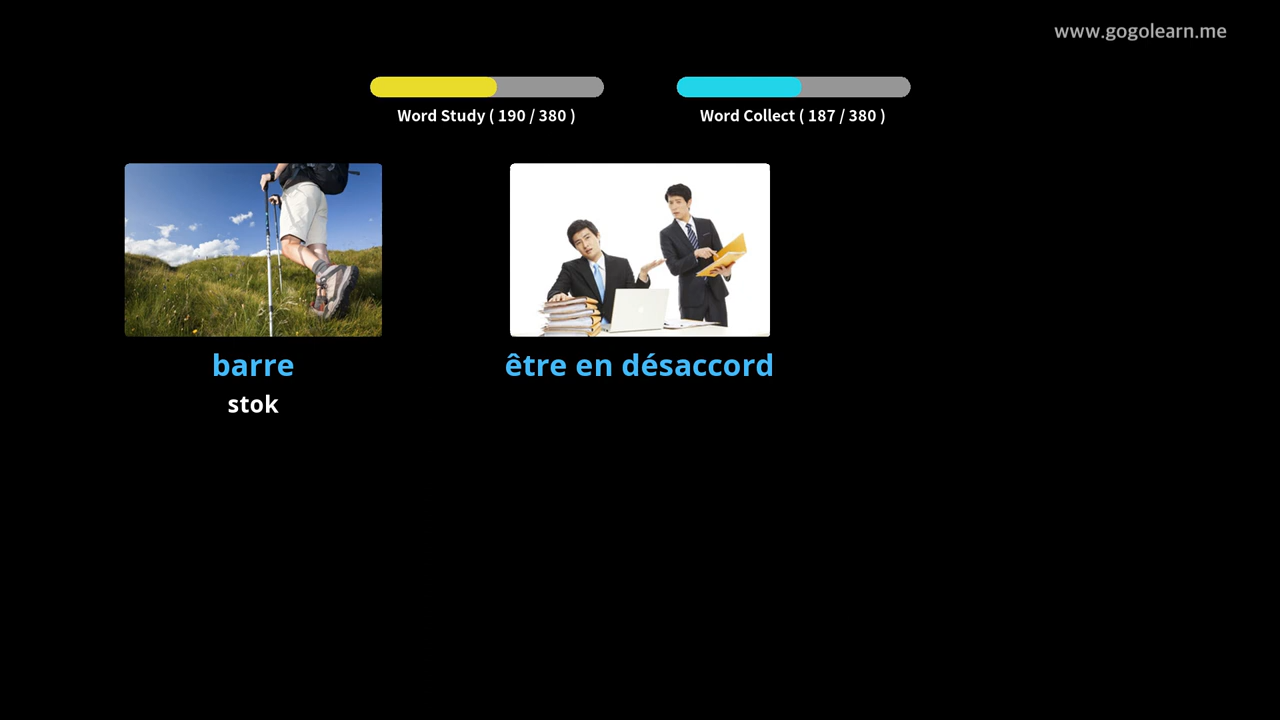 www.gogolearn.me
Word Study ( 190 / 380 )
Word Collect ( 187 / 380 )
barre
être en désaccord
stok